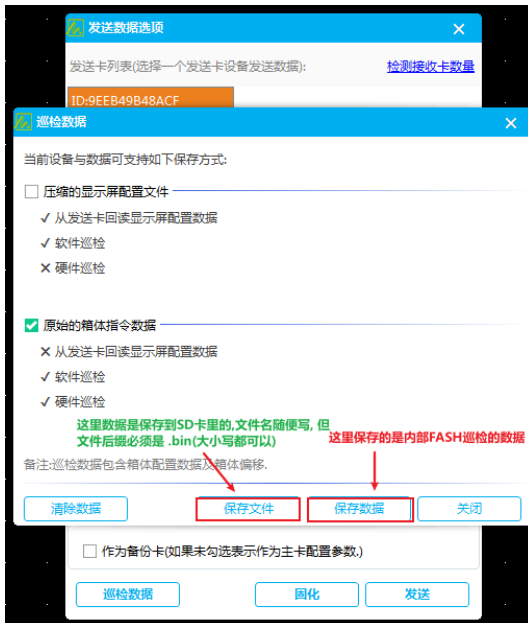 发送数据选项
发送卡列表(选择一个发送卡设备发送数据):
检测接收卡数量
ID:9EEB49B48ACF
巡检数据
当前设备与数据可支持如下保存方式:
压缩的显示屏配置文件
✓ 从发送卡回读显示屏配置数据
✓ 软件巡检
✕ 硬件巡检
原始的箱体指令数据
✕ 从发送卡回读显示屏配置数据
✓ 软件巡检
✓ 硬件巡检
这里数据是保存到SD卡里的,文件名随便写, 但
文件后缀必须是 .bin(大小写都可以)
这里保存的是内部FASH巡检的数据
备注:巡检数据包含箱体配置数据及箱体偏移.
清除数据
保存文件
保存数据
关闭
作为备份卡(如果未勾选表示作为主卡配置参数.)
巡检数据
固化
发送